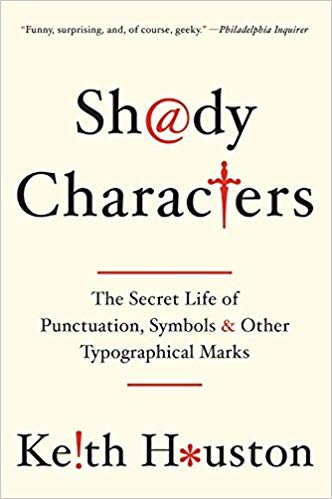 “Funny, surprising, and, of course, geeky.” —Philadelphia Inquirer
Sh@dy
Charac†ers
The Secret Life of
Punctuation, Symbols & Other
Typographical Marks
Ke!th H*uston